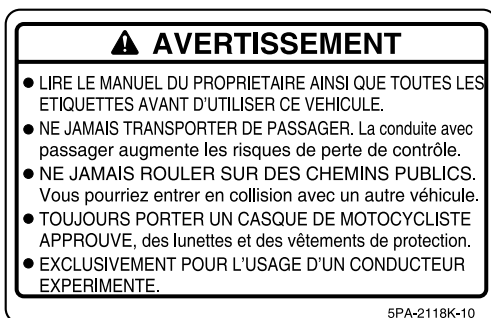 AVERTISSEMENT
● LIRE LE MANUEL DU PROPRIETAIRE AINSI QUE TOUTES LES
ETIQUETTES AVANT D'UTILISER CE VEHICULE.
● NE JAMAIS TRANSPORTER DE PASSAGER. La conduite avec
passager augmente les risques de perte de contrôle.
● NE JAMAIS ROULER SUR DES CHEMINS PUBLICS.
Vous pourriez entrer en collision avec un autre véhicule.
● TOUJOURS PORTER UN CASQUE DE MOTOCYCLISTE
APPROUVE, des lunettes et des vêtements de protection.
● EXCLUSIVEMENT POUR L'USAGE D'UN CONDUCTEUR
EXPERIMENTE.
5PA-2118K-10